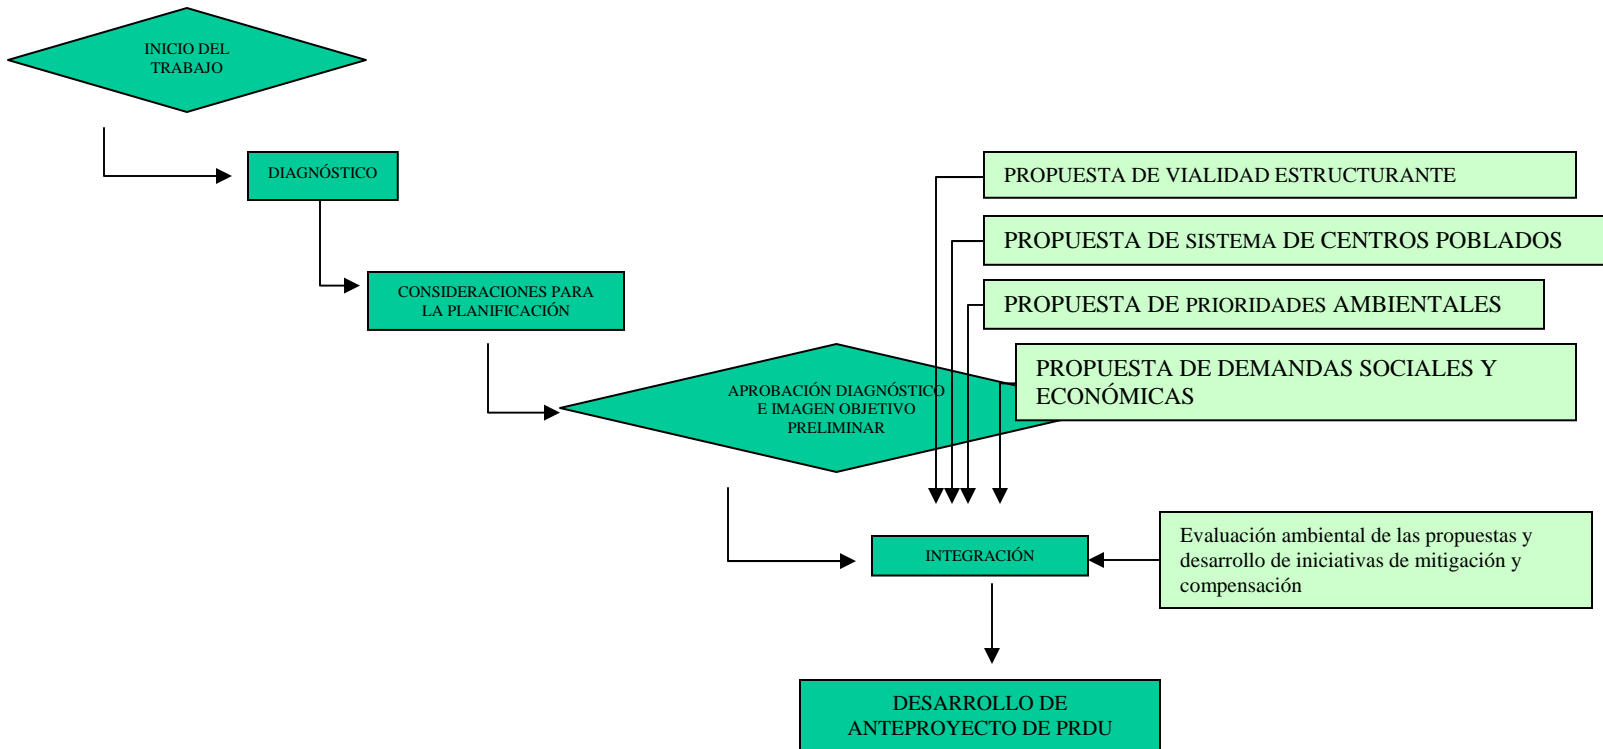 INICIO DEL
TRABAJO
DIAGNÓSTICO
PROPUESTA DE VIALIDAD ESTRUCTURANTE
PROPUESTA DE SISTEMA DE CENTROS POBLADOS
CONSIDERACIONES PARA
LA PLANIFICACIÓN
PROPUESTA DE PRIORIDADES AMBIENTALES
PROPUESTA DE DEMANDAS SOCIALES Y
ECONÓMICAS
APROBACIÓN DIAGNÓSTICO
E IMAGEN OBJETIVO
PRELIMINAR
INTEGRACIÓN
Evaluación ambiental de las propuestas y
desarrollo de iniciativas de mitigación y
compensación
DESARROLLO DE
ANTEPROYECTO DE PRDU